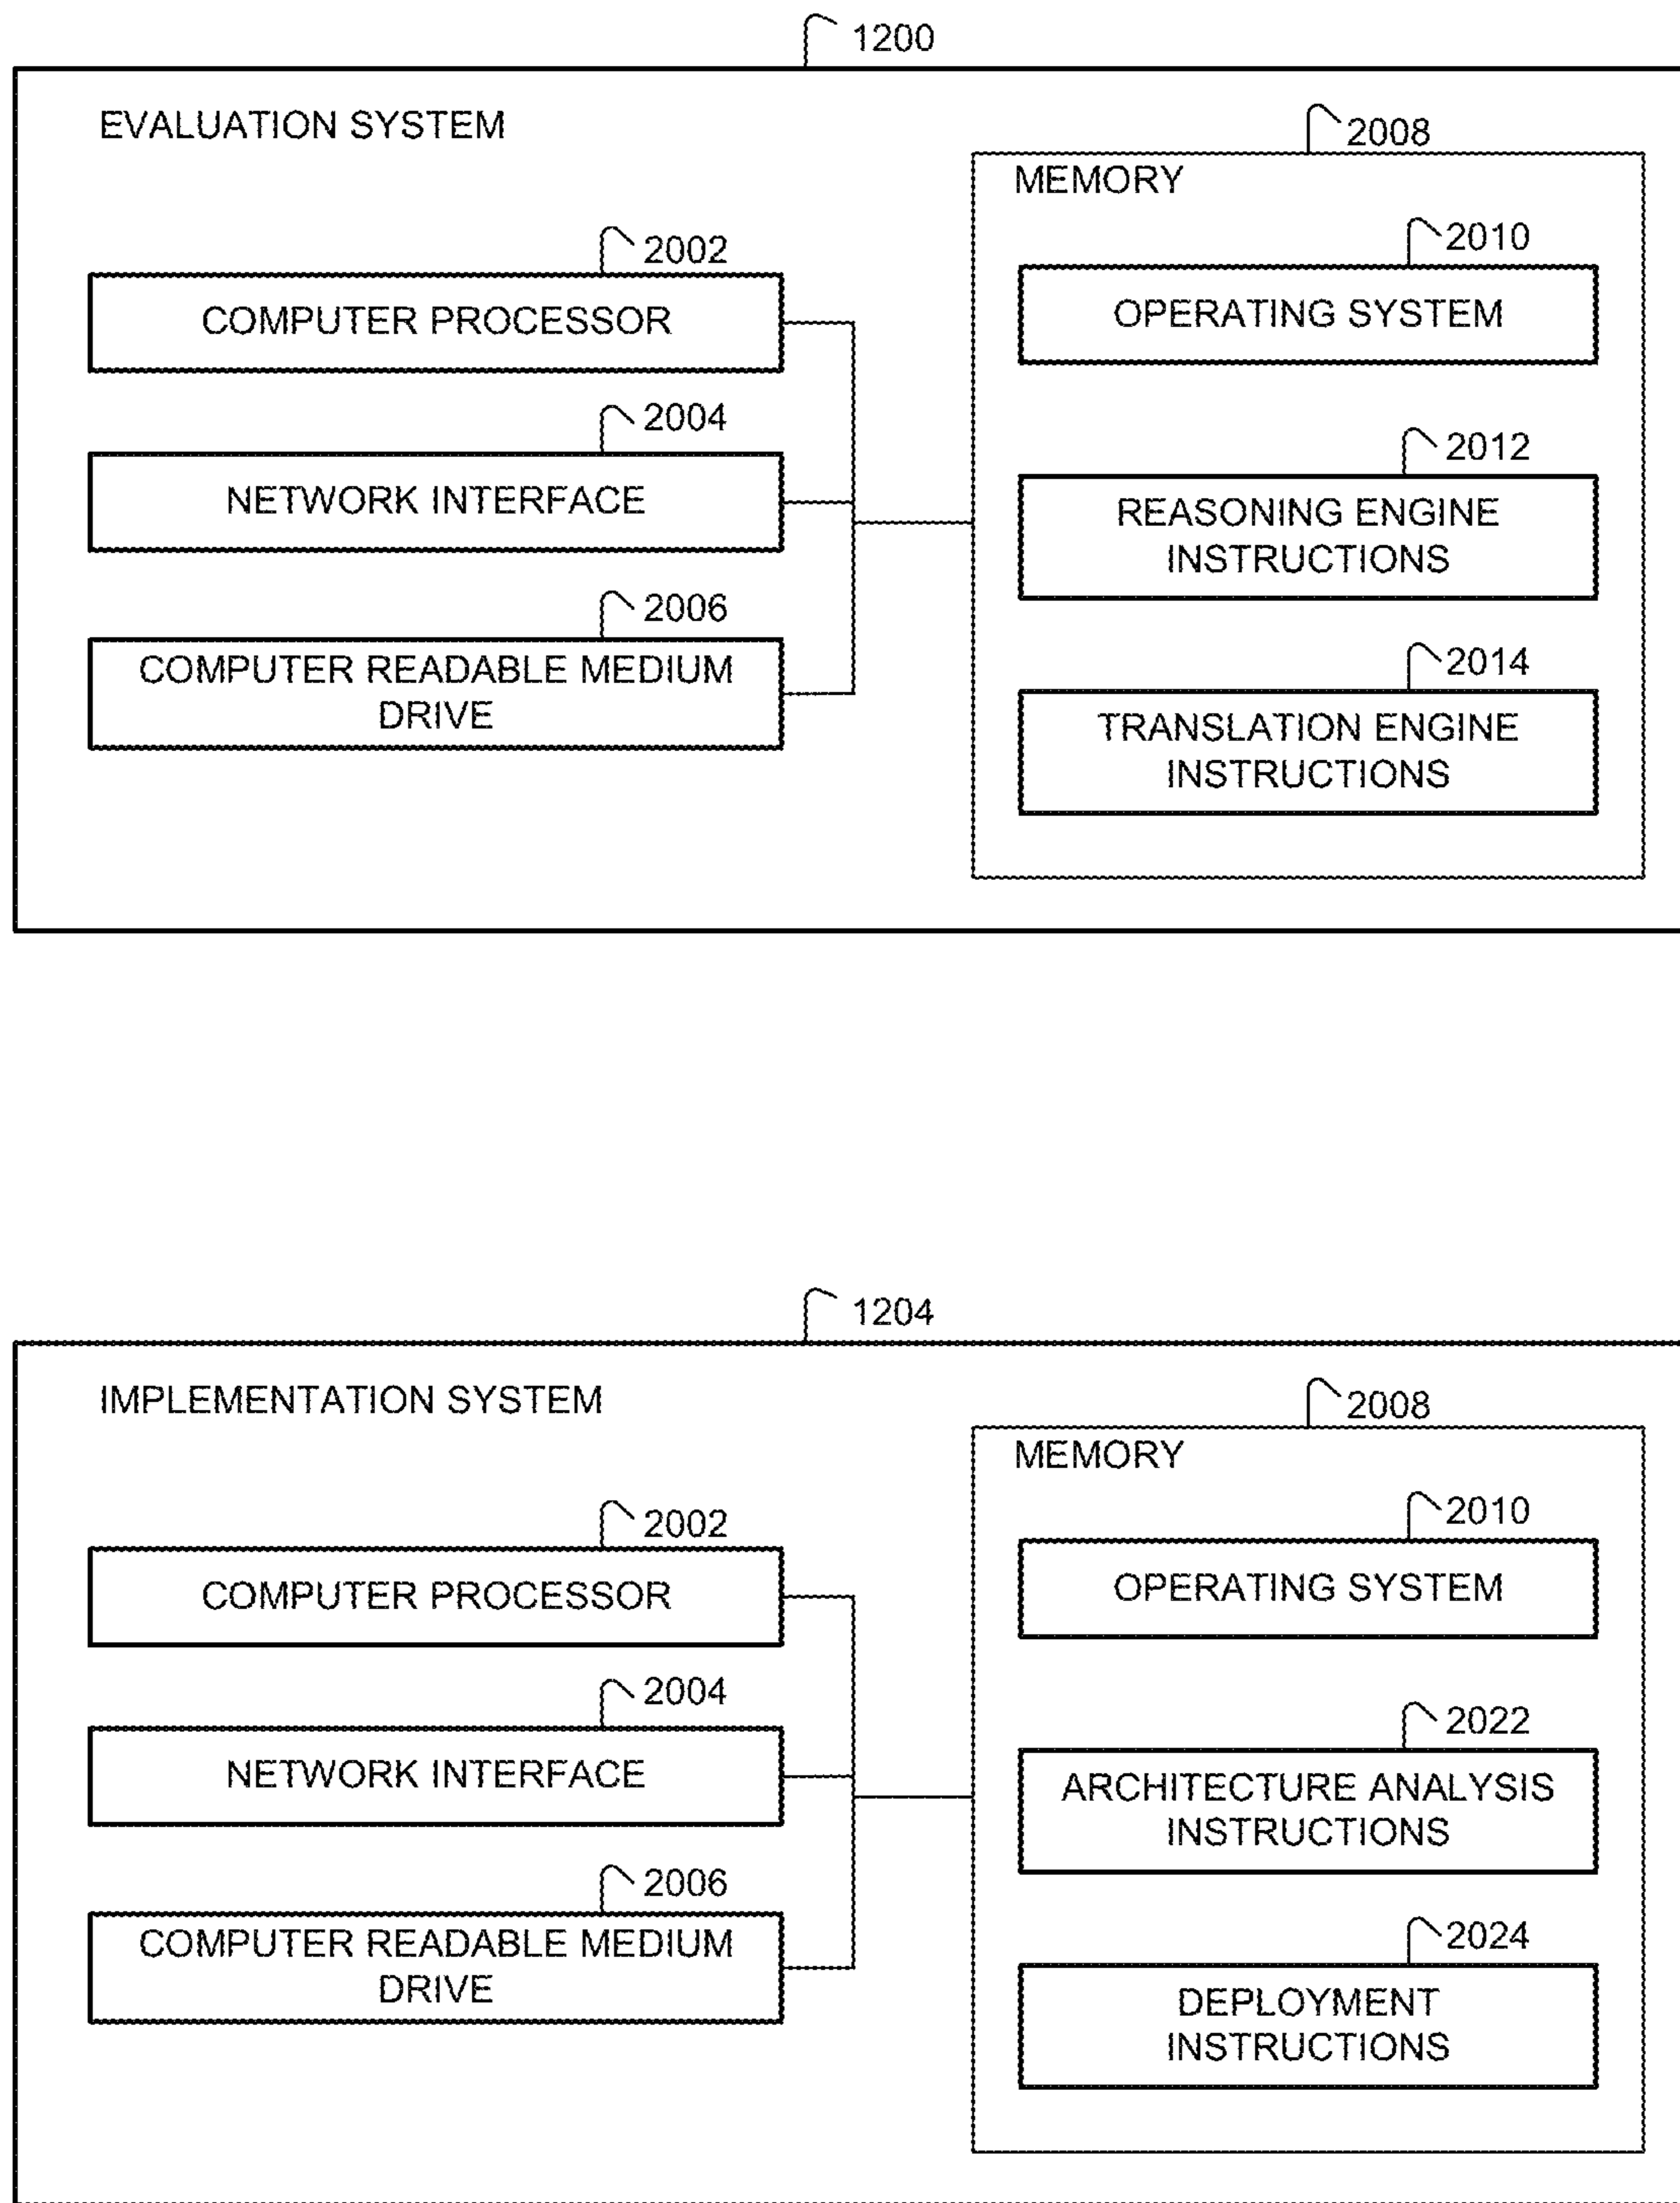 1200
EVALUATION SYSTEM
2008
MEMORY
2002
COMPUTER PROCESSOR
2004
NETWORK INTERFACE
2006
COMPUTER READABLE MEDIUM
DRIVE
2010
OPERATING SYSTEM
2012
REASONING ENGINE
INSTRUCTIONS
2014
TRANSLATION ENGINE
INSTRUCTIONS
1204
IMPLEMENTATION SYSTEM
2008
MEMORY
2002
COMPUTER PROCESSOR
2004
NETWORK INTERFACE
2006
COMPUTER READABLE MEDIUM
DRIVE
2010
OPERATING SYSTEM
2022
ARCHITECTURE ANALYSIS
INSTRUCTIONS
2024
DEPLOYMENT
INSTRUCTIONS